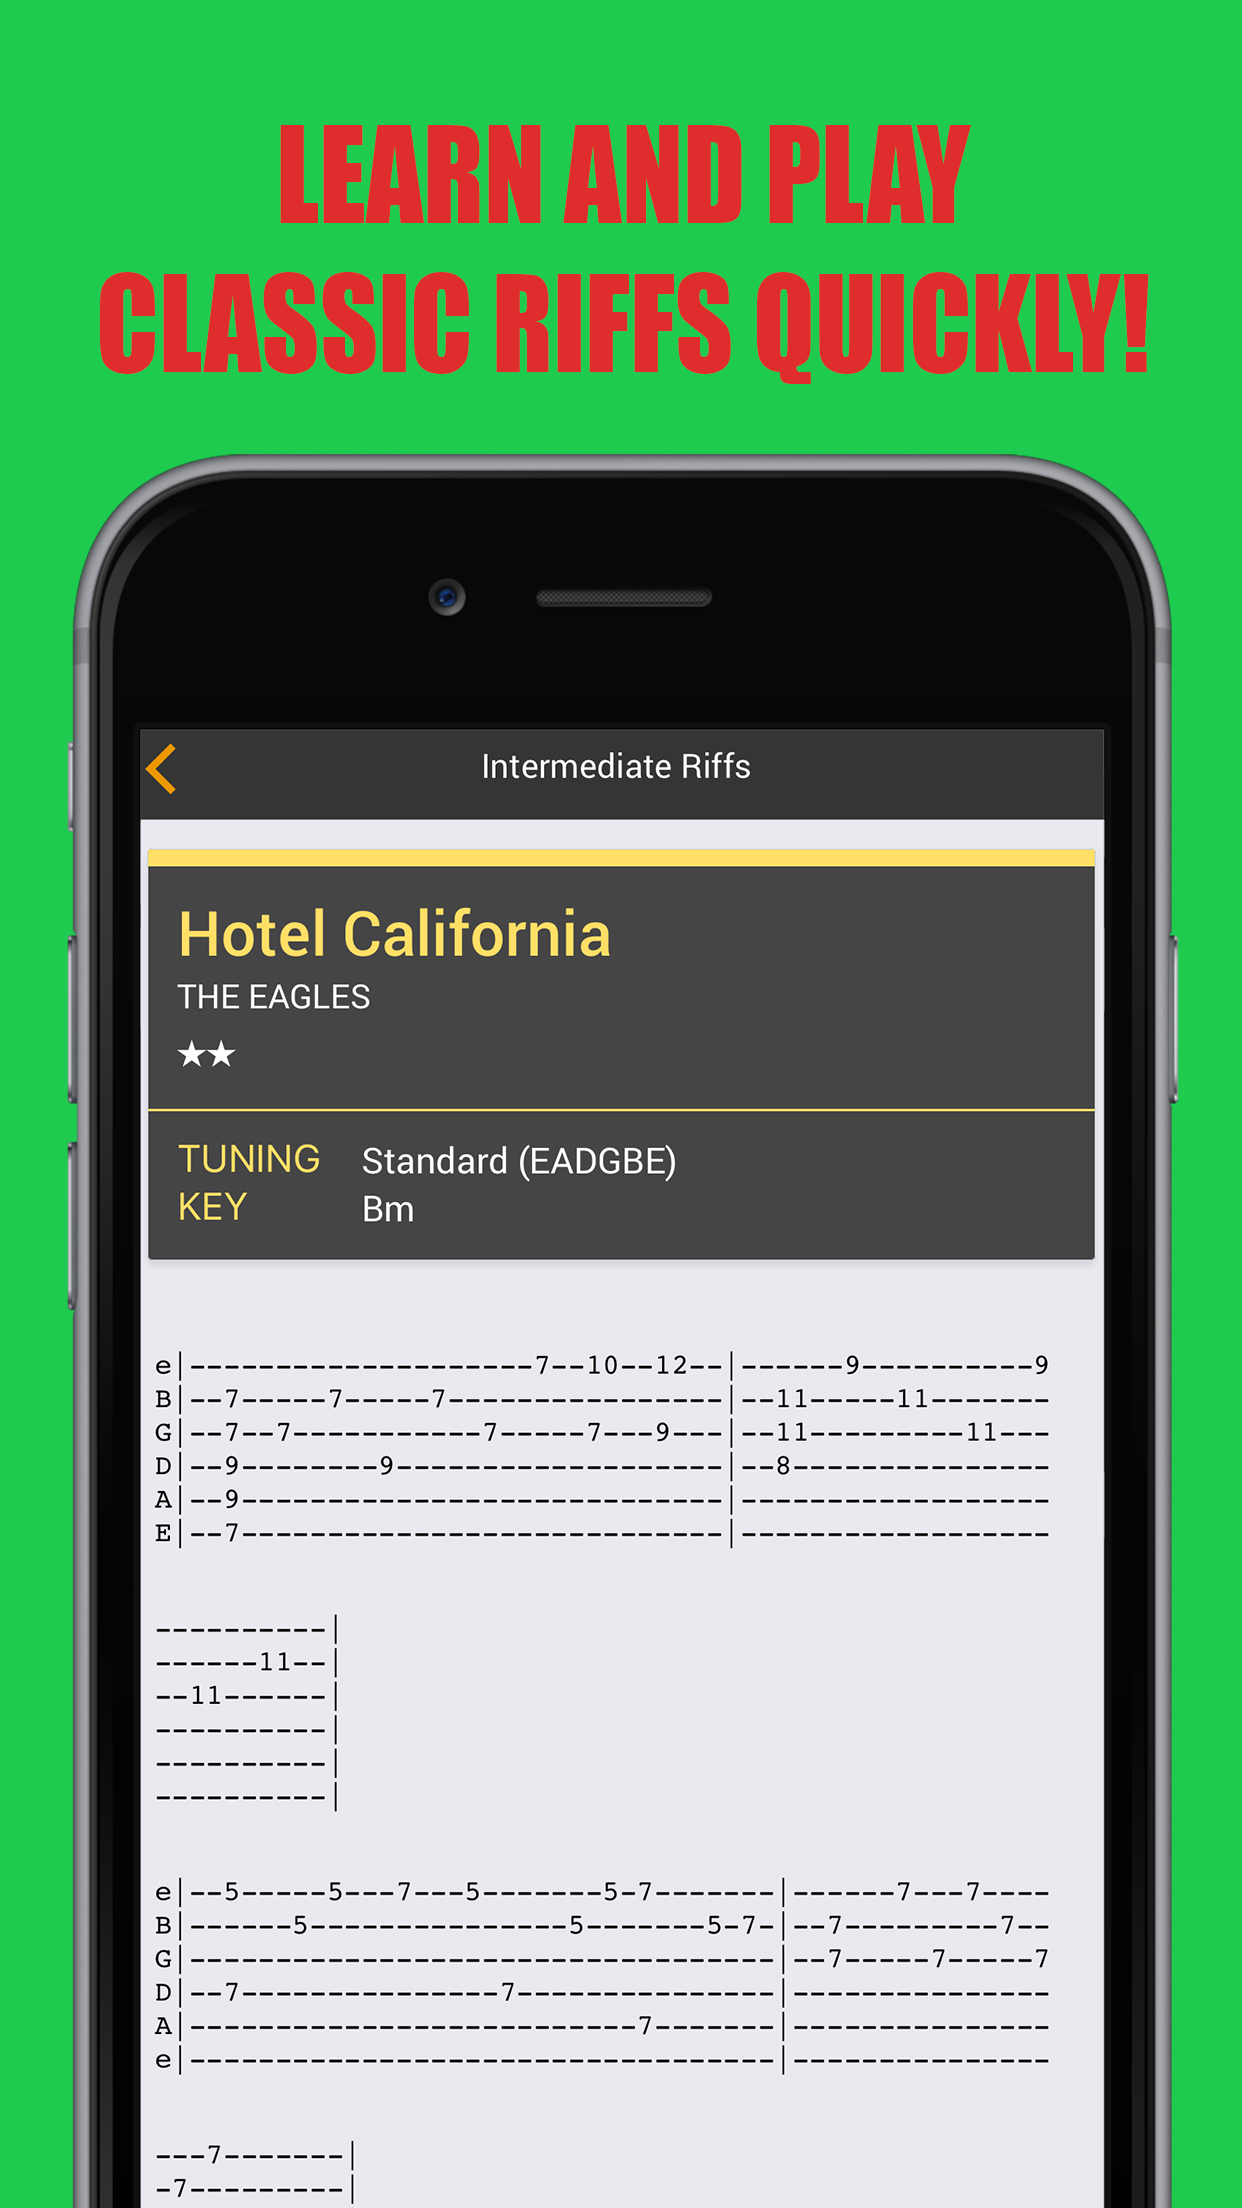 LEARN AND PLAY
CLASSIC RIFFS QUICKLY!
Intermediate Riffs
Hotel California
THE EAGLES
★★
TUNING Standard (EADGBE)
KEY Bm
e|--------------------7--10--12--|------9----------9
B|--7-----7-----7----------------|--11-----11-------
G|--7--7-----------7-----7---9---|--11---------11---
D|--9--------9-------------------|--8---------------
A|--9----------------------------|------------------
E|--7----------------------------|------------------
----------|
------11--|
--11------|
----------|
----------|
----------|
e|--5-----5---7---5-------5-7-------|------7---7----
B|------5---------------5-------5-7-|--7---------7--
G|----------------------------------|--7-----7-----7
D|--7---------------7---------------|---------------
A|--------------------------7-------|---------------
e|----------------------------------|---------------
---7-------|
-7---------|